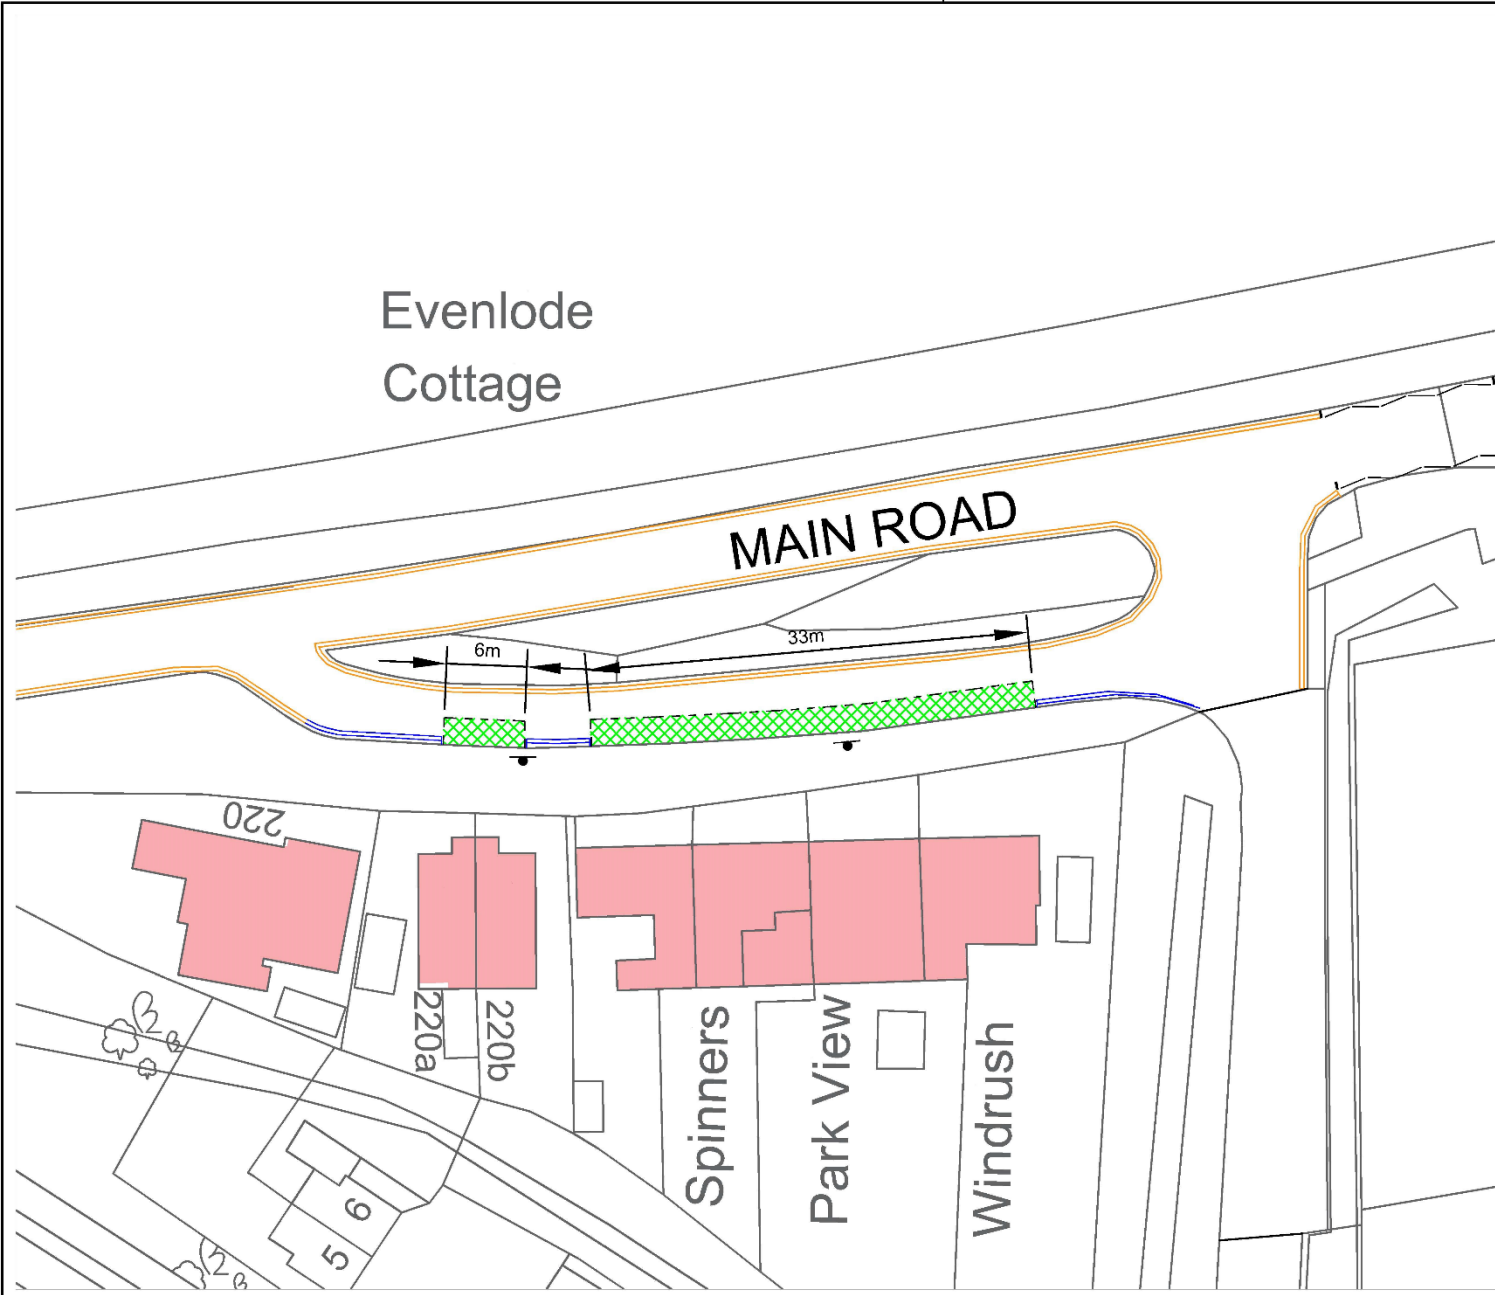 Evenlode
Cottage
MAIN ROAD
33m
6m
220
220a
220b
Spinners
Park View
Windrush
6
5